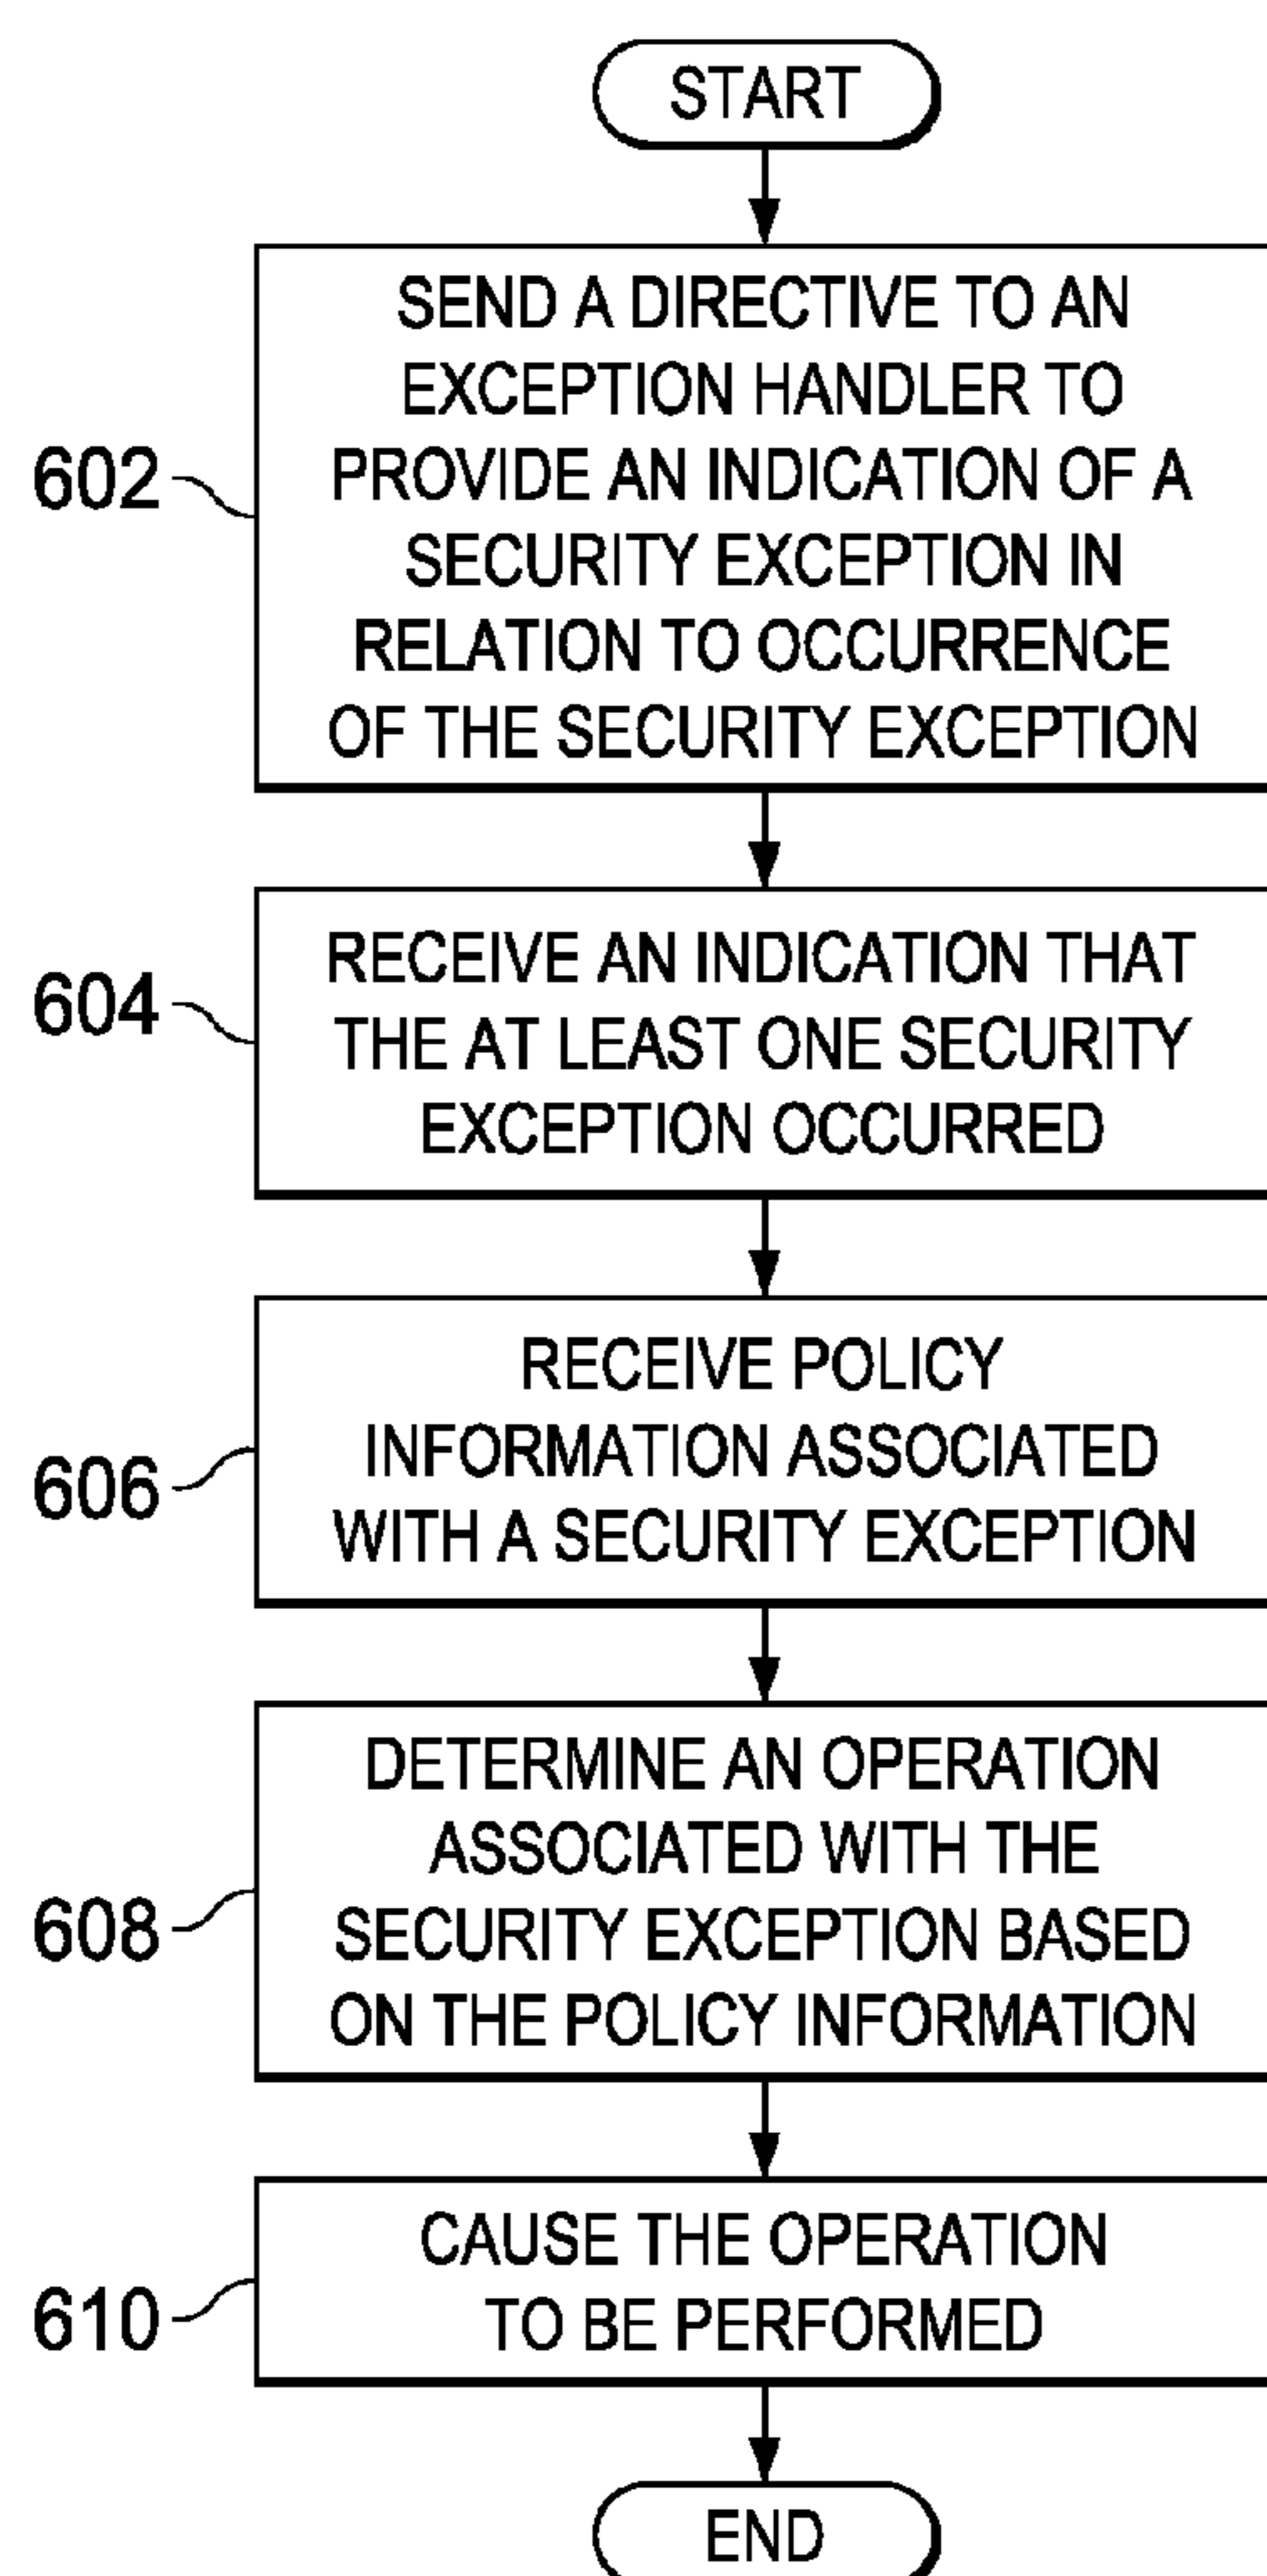 START
SEND A DIRECTIVE TO AN
EXCEPTION HANDLER TO
PROVIDE AN INDICATION OF A
SECURITY EXCEPTION IN
RELATION TO OCCURRENCE
OF THE SECURITY EXCEPTION
602
RECEIVE AN INDICATION THAT
THE AT LEAST ONE SECURITY
EXCEPTION OCCURRED
604
RECEIVE POLICY
INFORMATION ASSOCIATED
WITH A SECURITY EXCEPTION
606
DETERMINE AN OPERATION
ASSOCIATED WITH THE
SECURITY EXCEPTION BASED
ON THE POLICY INFORMATION
608
CAUSE THE OPERATION
TO BE PERFORMED
610
END